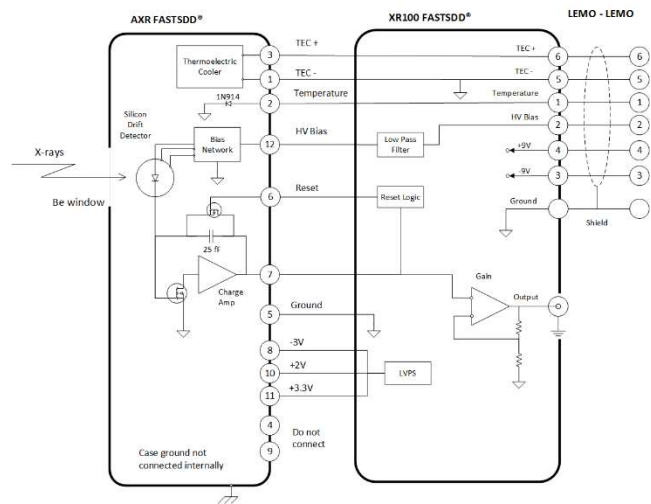 AXR FASTSDD®
XR100 FASTSDD®
LEMO - LEMO
Thermoelectric
Cooler
3
TEC +
TEC +
6
6
1
TEC -
TEC -
5
5
1N914
2
Temperature
Temperature
1
1
Silicon
Drift
Detector
Bias
Network
12
HV Bias
Low Pass
Filter
HV Bias
2
2
+9V
4
4
-9V
3
3
X-rays
Be window
6
Reset
Reset Logic
Ground
Shield
25 fF
Charge
Amp
7
Gain
Output
5
Ground
8
-3V
10
+2V
LVPS
11
+3.3V
4
Do not
connect
9
Case ground not
connected internally